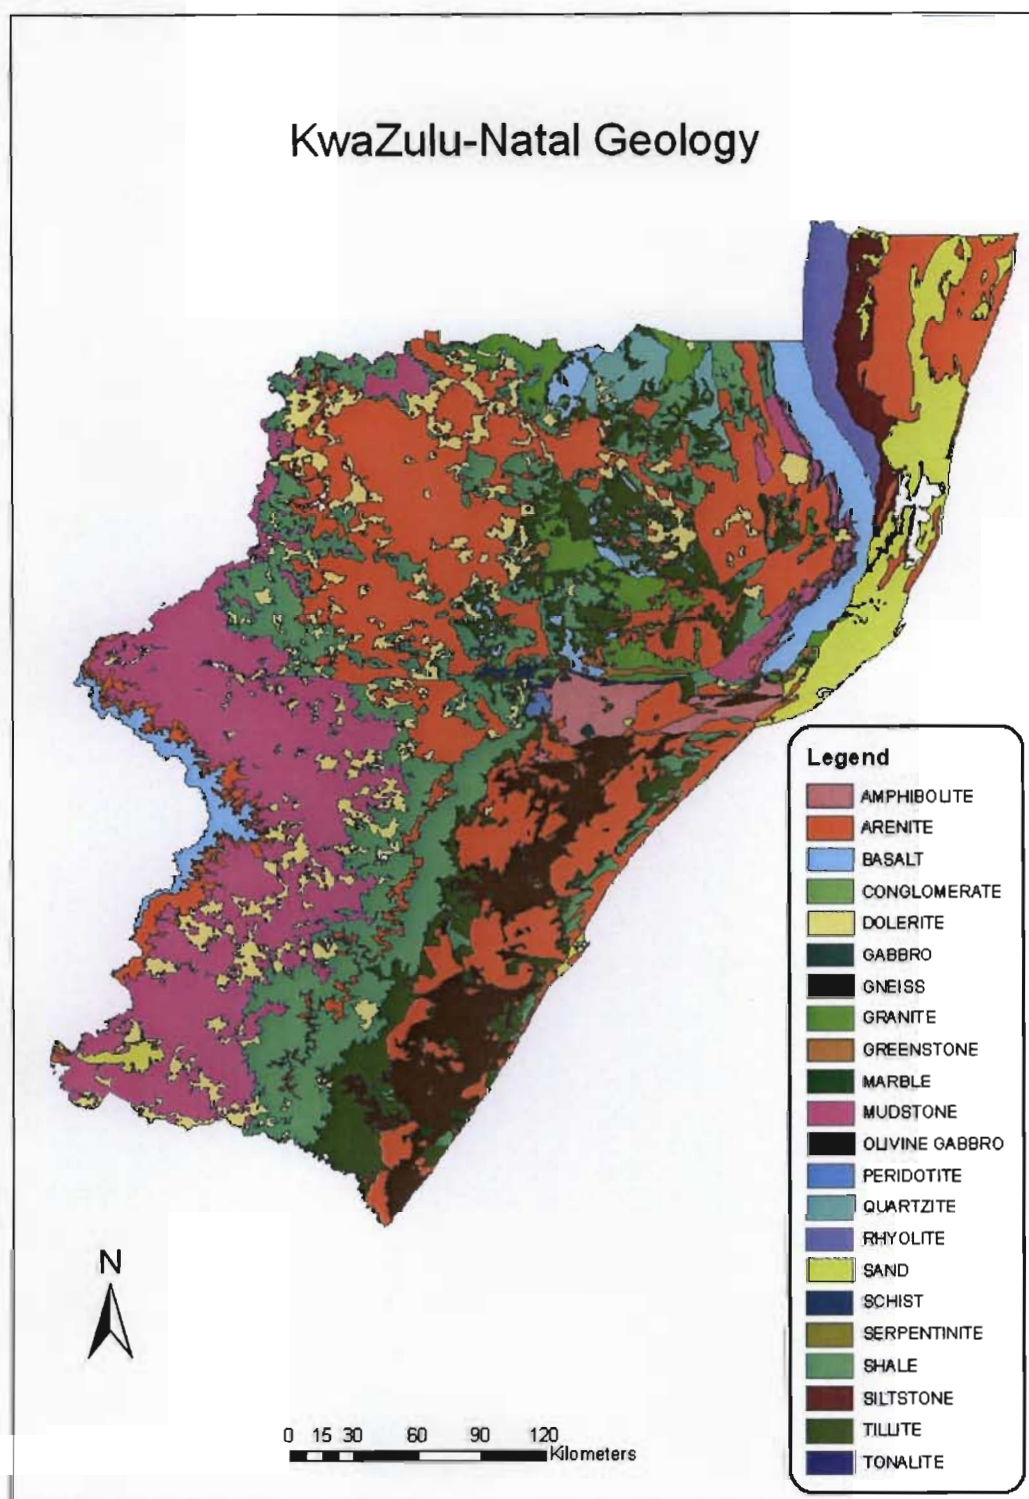 KwaZulu-Natal Geology
Legend
AMPHIBOLITE
ARENITE
BASALT
CONGLOMERATE
DOLERITE
GABBRO
GNEISS
GRANITE
GREENSTONE
MARBLE
MUDSTONE
OLIVINE GABBRO
PERIDOTITE
QUARTZITE
RHYOLITE
SAND
SCHIST
SERPENTINITE
SHALE
SILTSTONE
TILLITE
TONALITE
N
0 15 30 60 90 120
Kilometers